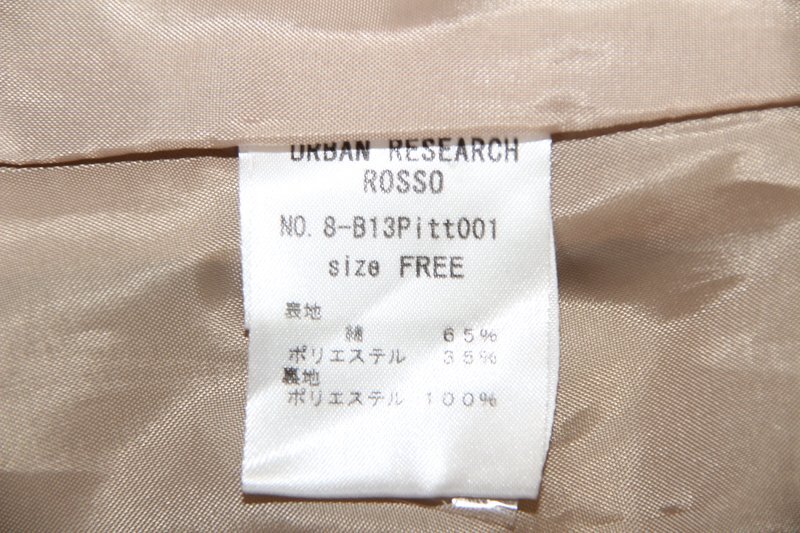 URBAN RESEARCH
ROSSO
NO. 8-B13Pitt001
size FREE
表地
綿 65%
ポリエステル 35%
裏地
ポリエステル 100%